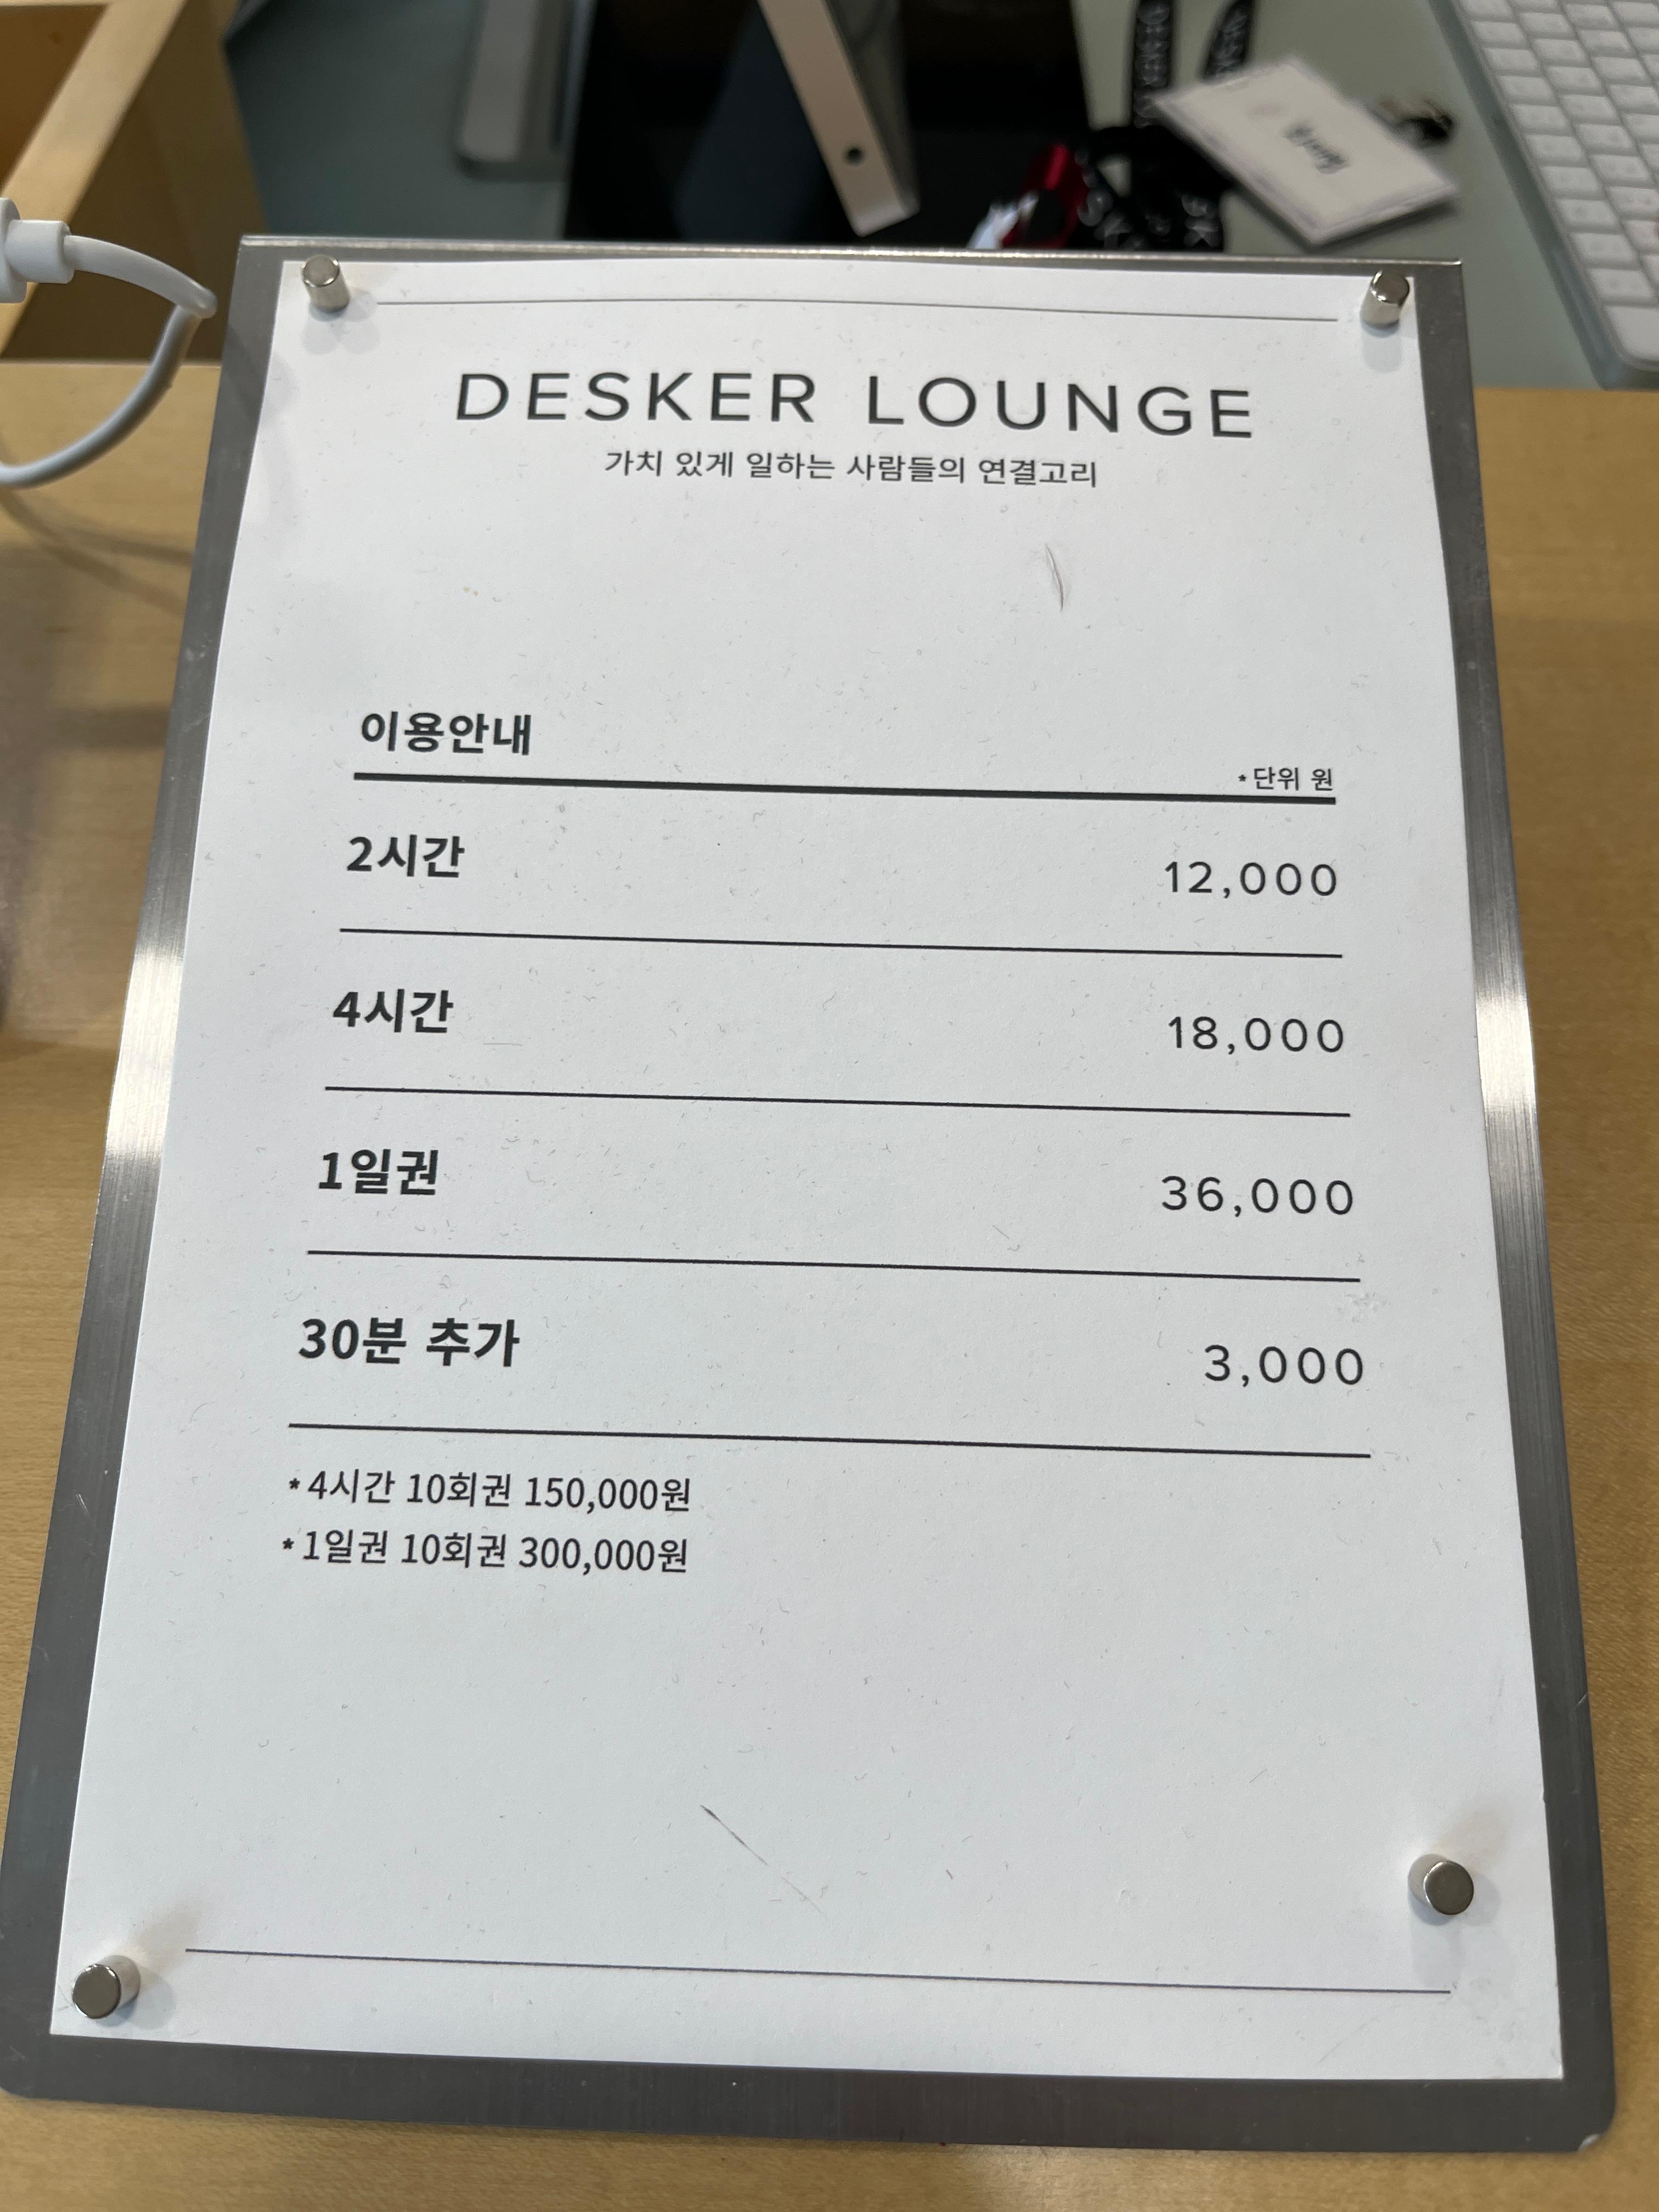 DESKER LOUNGE
가치 있게 일하는 사람들의 연결고리
이용안내
*단위 원
2시간 12,000
4시간 18,000
1일권 36,000
30분 추가 3,000
*4시간 10회권 150,000원
*1일권 10회권 300,000원